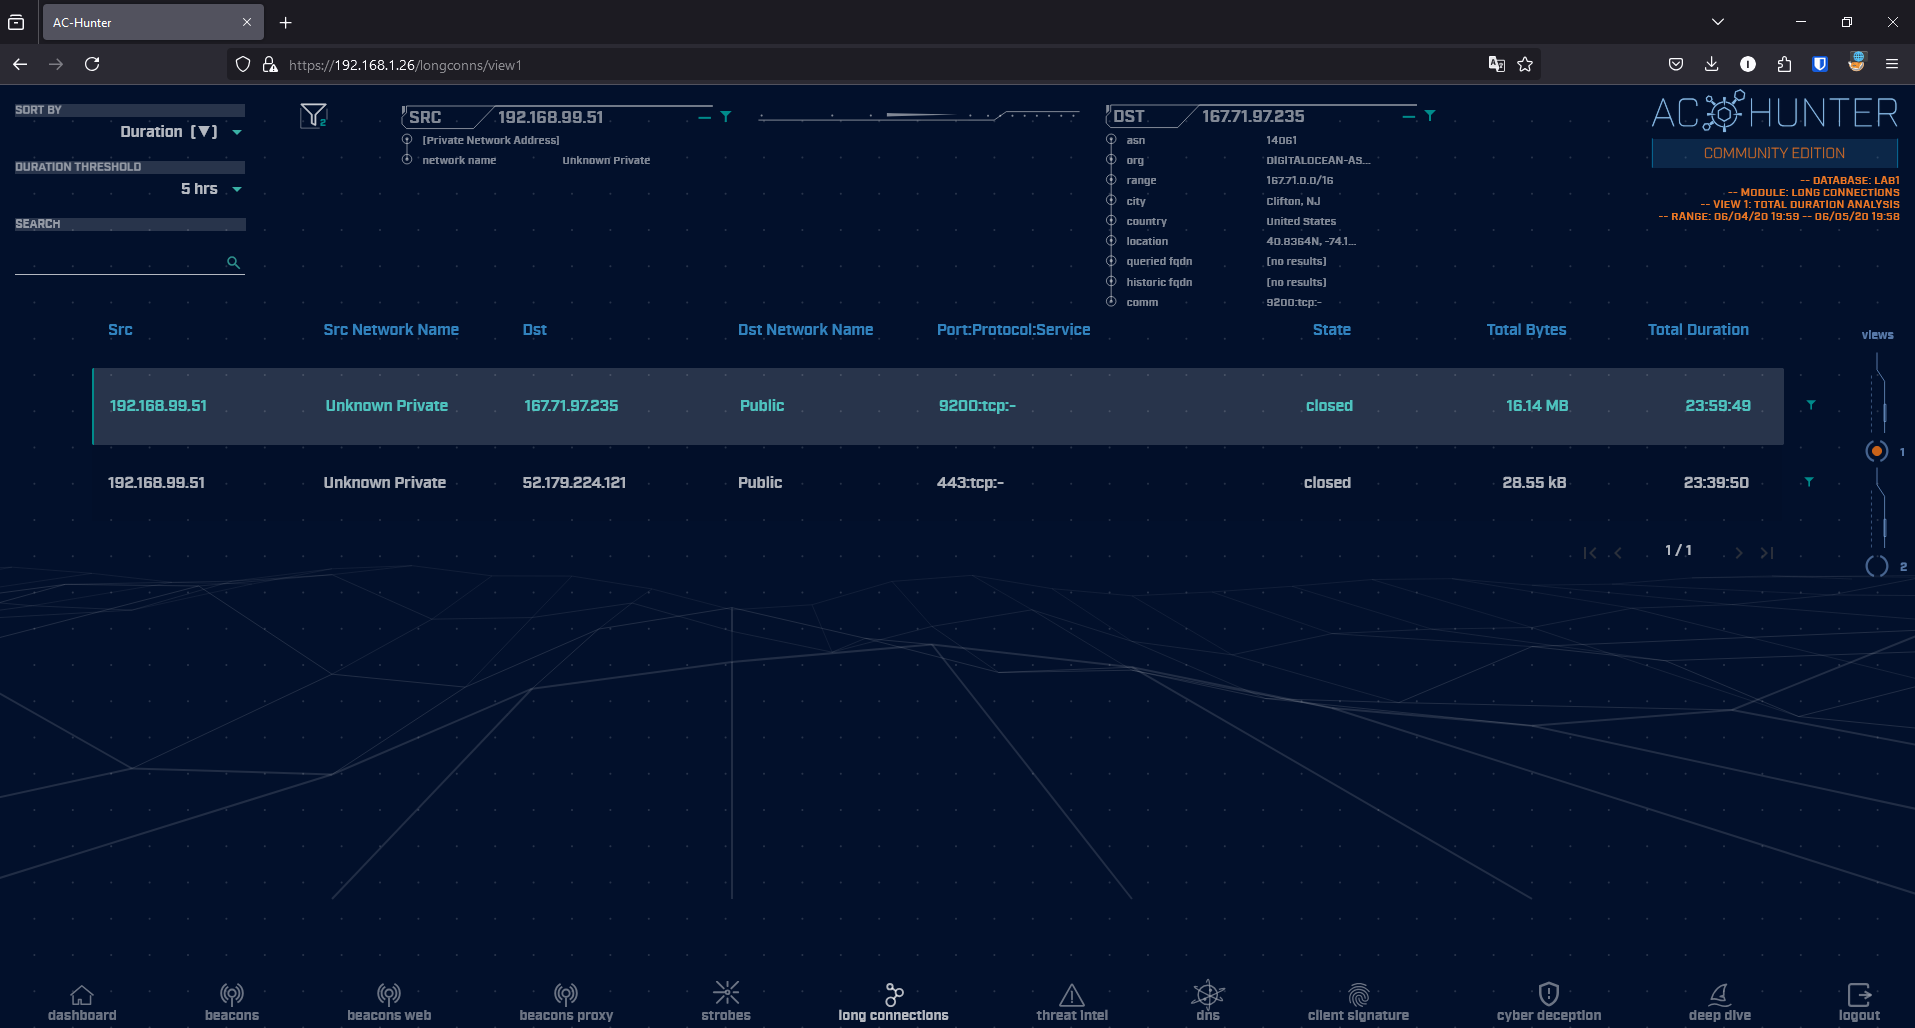 AC-Hunter
https://192.168.1.26/longconns/view1
SORT BY
Duration [▼]
DURATION THRESHOLD
5 hrs
SEARCH
2
SRC 192.168.99.51
[Private Network Address]
network name Unknown Private
DST 167.71.97.235
asn 14061
org DIGITALOCEAN-AS...
range 167.71.0.0/16
city Clifton, NJ
country United States
location 40.8364N, -74.1...
queried fqdn [no results]
historic fqdn [no results]
comm 9200:tcp:-
AC HUNTER
COMMUNITY EDITION
-- DATABASE: LAB1
-- MODULE: LONG CONNECTIONS
-- VIEW 1: TOTAL DURATION ANALYSIS
-- RANGE: 06/04/20 19:59 -- 06/05/20 19:58
Src Src Network Name Dst Dst Network Name Port:Protocol:Service State Total Bytes Total Duration
192.168.99.51 Unknown Private 167.71.97.235 Public 9200:tcp:- closed 16.14 MB 23:59:49
192.168.99.51 Unknown Private 52.179.224.121 Public 443:tcp:- closed 28.55 kB 23:39:50
1 / 1
views
1
2
dashboard beacons beacons web beacons proxy strobes long connections threat intel dns client signature cyber deception deep dive logout